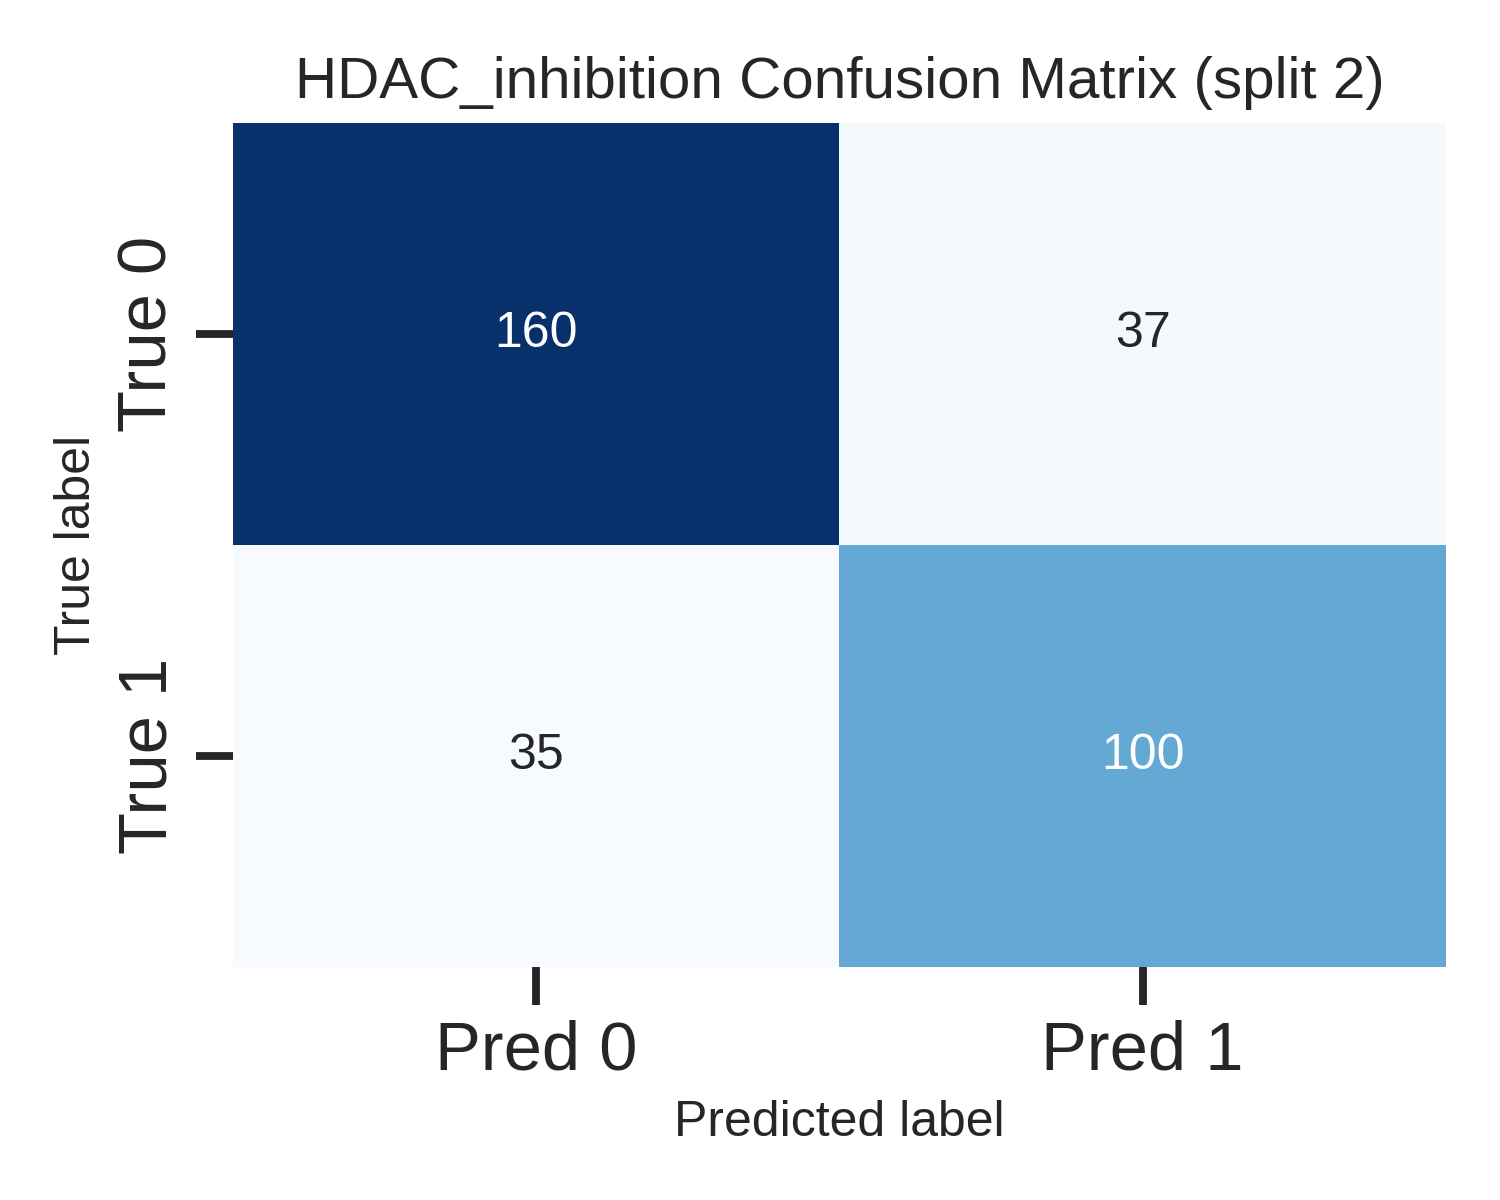 HDAC_inhibition Confusion Matrix (split 2)
True label
True 0
160
37
True 1
35
100
Pred 0
Pred 1
Predicted label